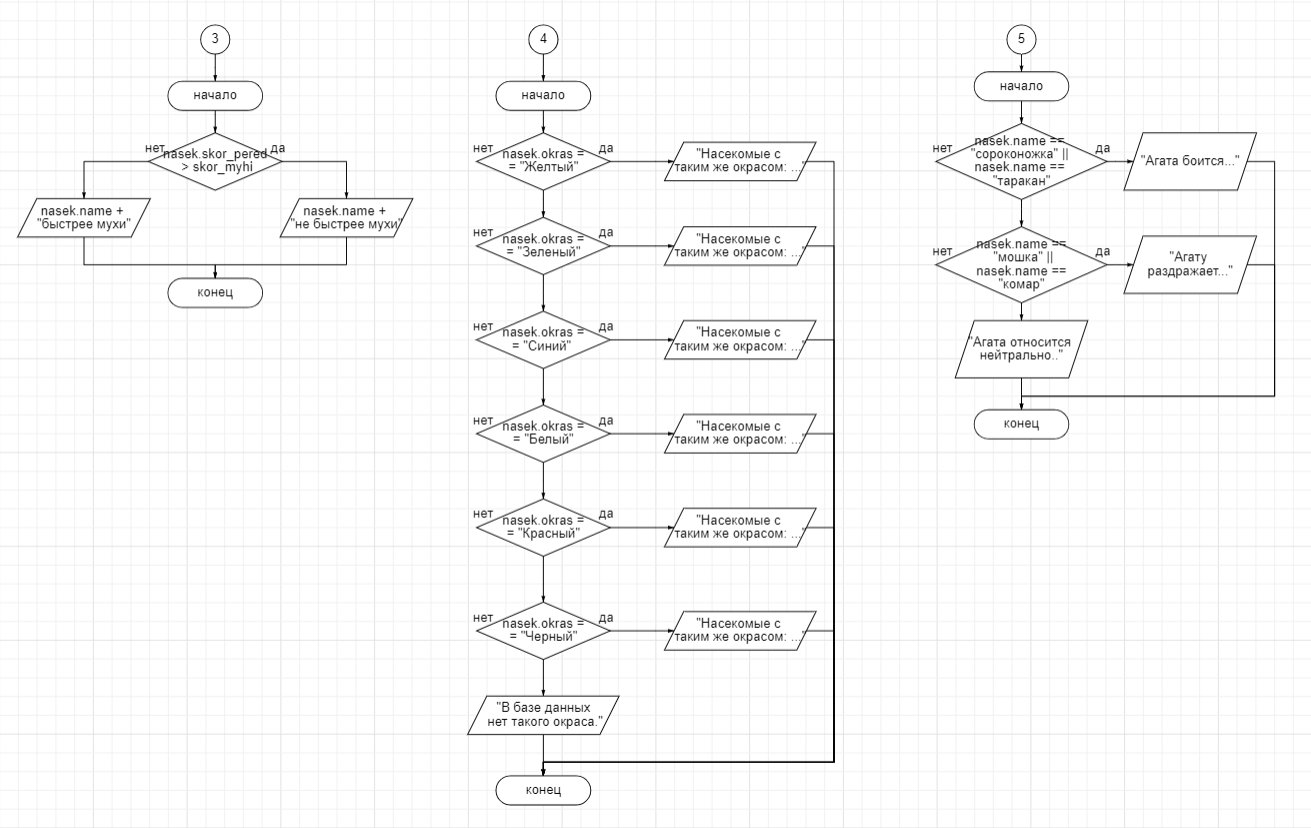 3
начало
нет
да
nasek.skor_pered
> skor_myhi
nasek.name +
"быстрее мухи"
nasek.name +
"не быстрее мухи"
конец
4
начало
нет
да
nasek.okras =
= "Желтый"
"Насекомые с
таким же окрасом: ..."
нет
да
nasek.okras =
= "Зеленый"
"Насекомые с
таким же окрасом: ..."
нет
да
nasek.okras =
= "Синий"
"Насекомые с
таким же окрасом: ..."
нет
да
nasek.okras =
= "Белый"
"Насекомые с
таким же окрасом: ..."
нет
да
nasek.okras =
= "Красный"
"Насекомые с
таким же окрасом: ..."
нет
да
nasek.okras =
= "Черный"
"Насекомые с
таким же окрасом: ..."
"В базе данных
нет такого окраса."
конец
5
начало
нет
да
nasek.name ==
"сороконожка" ||
nasek.name ==
"таракан"
"Агата боится..."
нет
да
nasek.name ==
"мошка" ||
nasek.name ==
"комар"
"Агату
раздражает..."
"Агата относится
нейтрально.."
конец